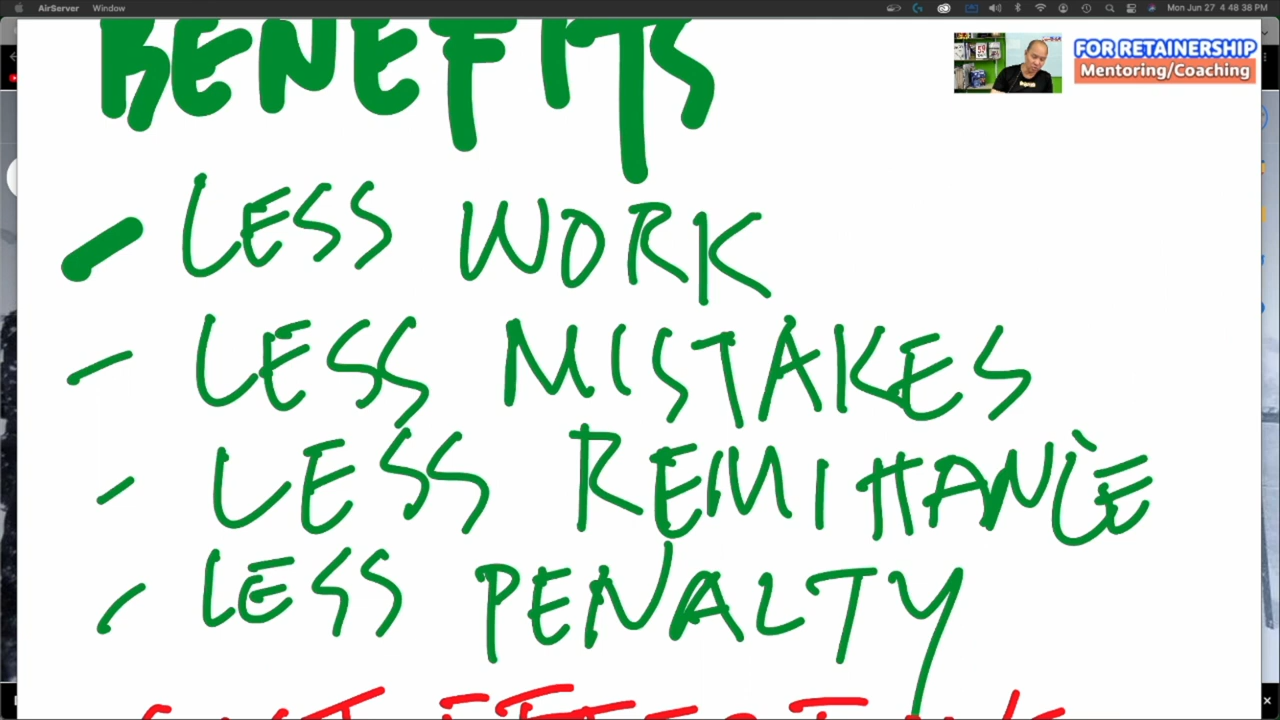 AirServer Window Mon Jun 27 4 48 38 PM
FOR RETAINERSHIP
Mentoring/Coaching
BENEFITS
- LESS WORK
- LESS MISTAKES
- LESS REMITTANCE
- LESS PENALTY